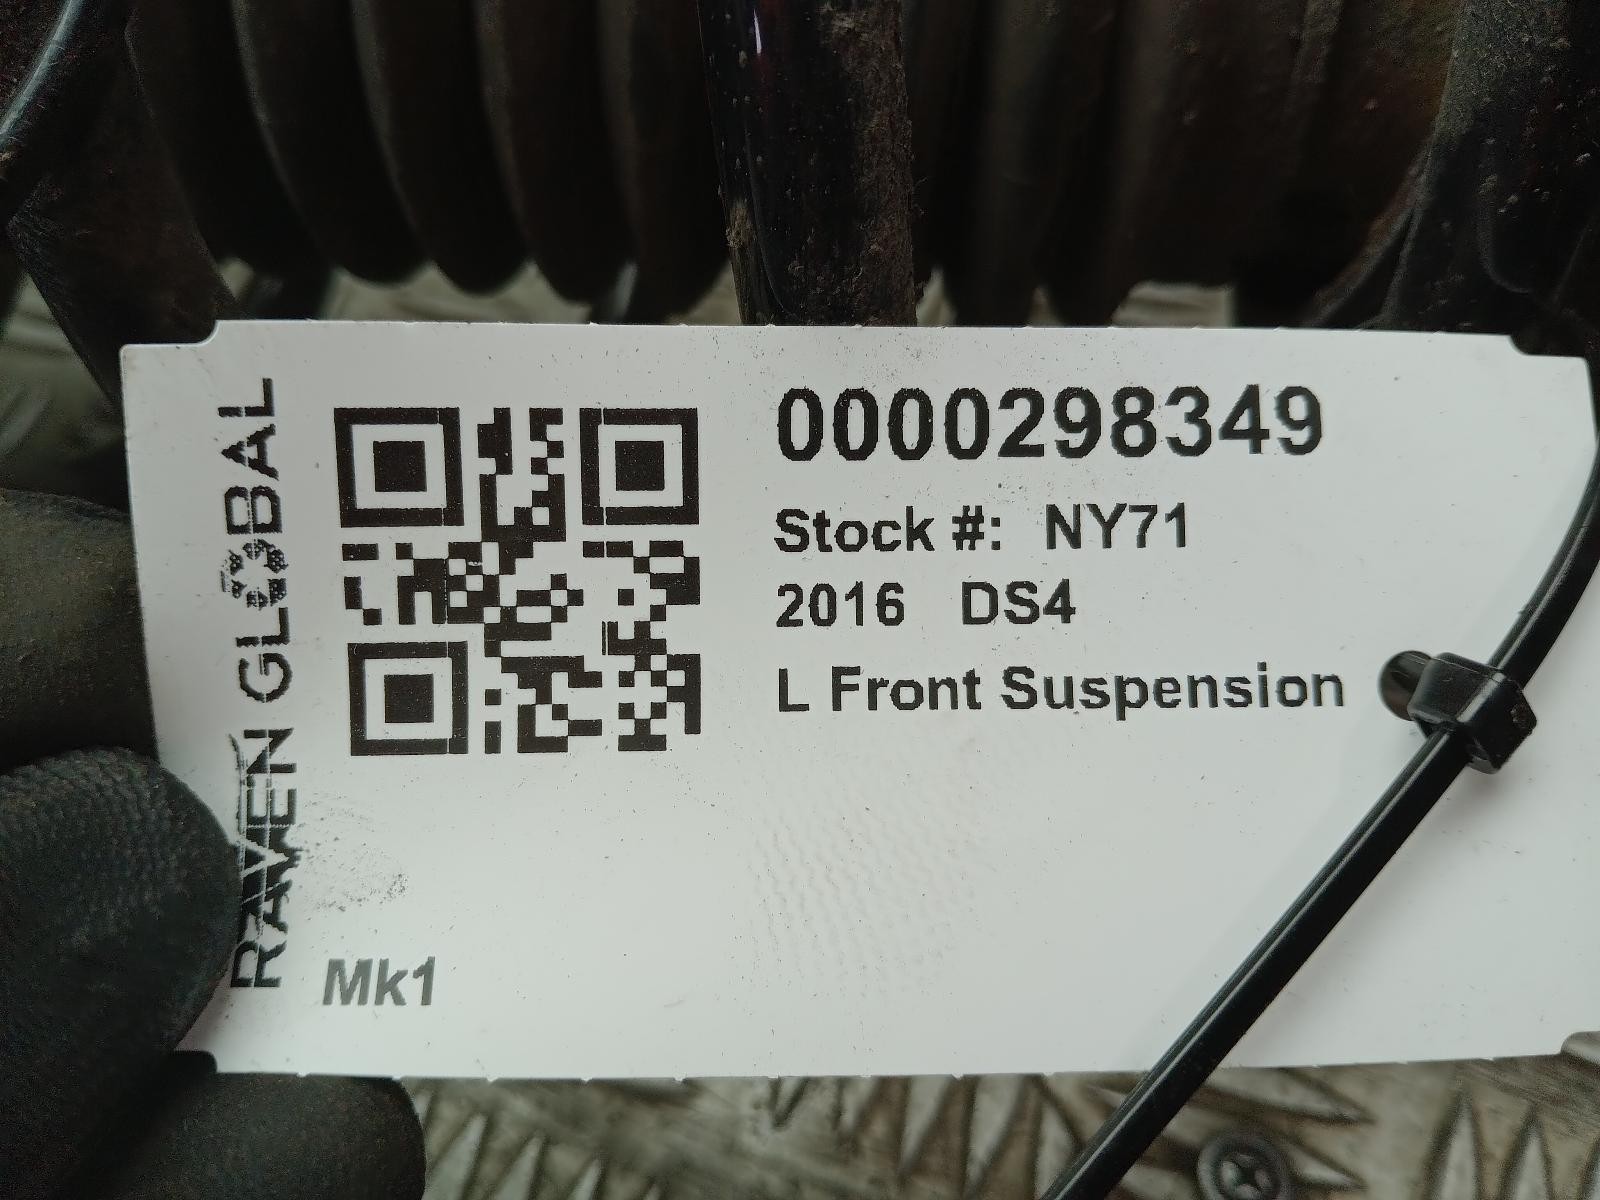 RAVEN GLOBAL
0000298349
Stock #: NY71
2016 DS4
L Front Suspension
Mk1